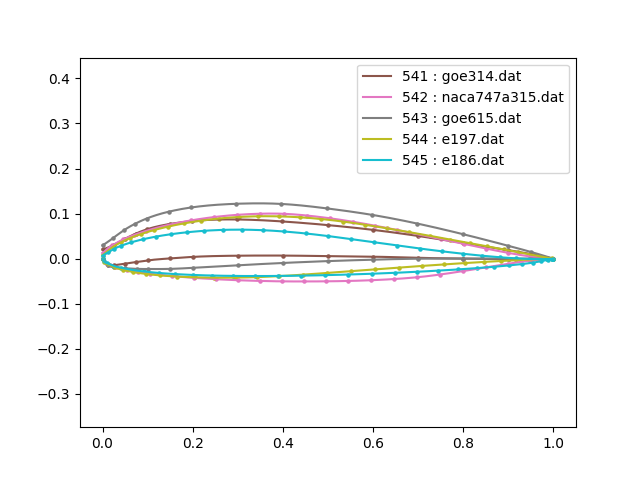 541 : goe314.dat
542 : naca747a315.dat
543 : goe615.dat
544 : e197.dat
545 : e186.dat
0.4
0.3
0.2
0.1
0.0
−0.1
−0.2
−0.3
0.0 0.2 0.4 0.6 0.8 1.0